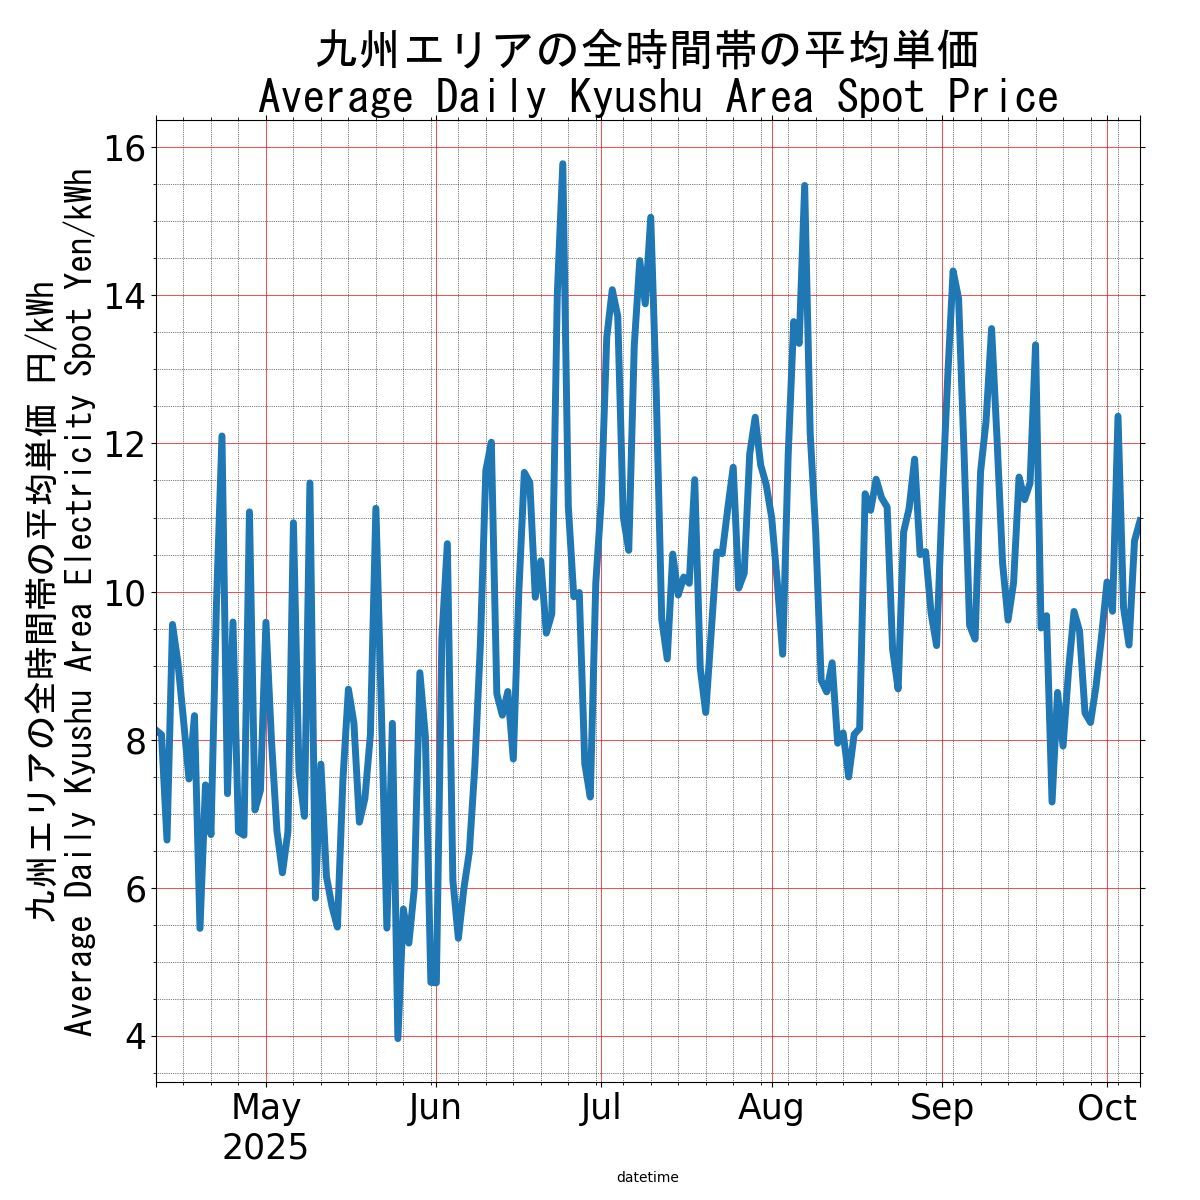 九州エリアの全時間帯の平均単価
Average Daily Kyushu Area Spot Price
九州エリアの全時間帯の平均単価 円/kWh
Average Daily Kyushu Area Electricity Spot Yen/kWh
16
14
12
10
8
6
4
May
2025
Jun
Jul
Aug
Sep
Oct
datetime